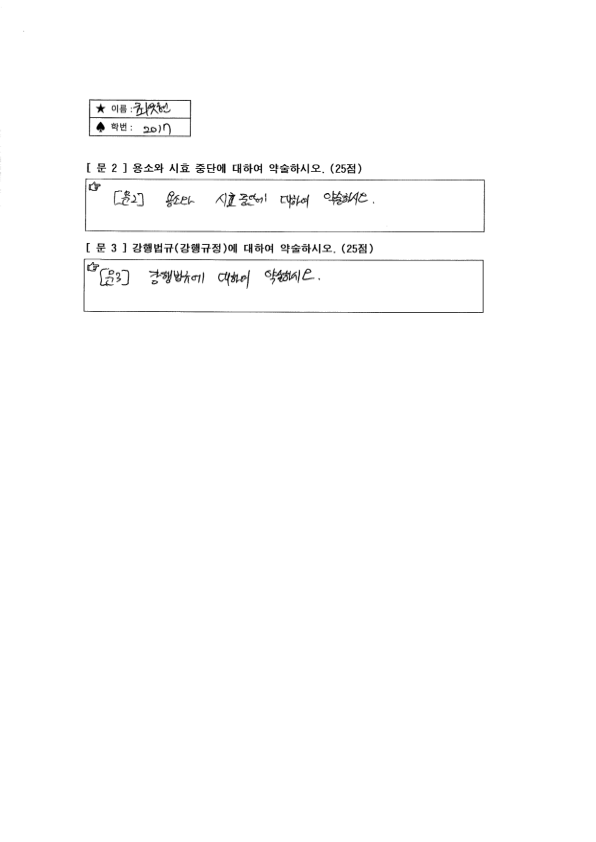 ★ 이름 : 최웃현
♠ 학번 : 2017
[ 문 2 ] 용소와 시효 중단에 대하여 약술하시오. (25점)
☞ [문2] 용소와 시효중단에 대하여 약술하시오.
[ 문 3 ] 강행법규(강행규정)에 대하여 약술하시오. (25점)
☞ [문3] 강행법규에 대하여 약술하시오.